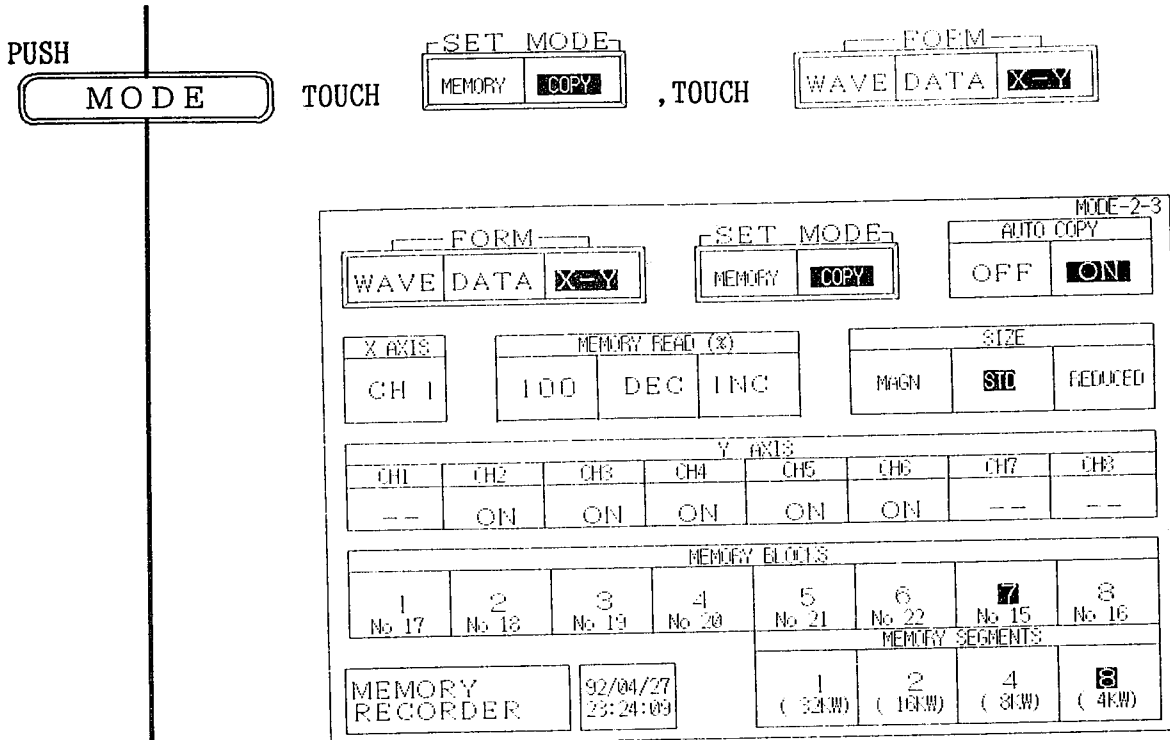 PUSH
MODE
TOUCH
SET MODE
MEMORY COPY
,TOUCH
FORM
WAVE DATA X-Y
MODE-2-3
FORM
WAVE DATA X-Y
SET MODE
MEMORY COPY
AUTO COPY
OFF ON
X AXIS
CH 1
MEMORY READ (%)
100 DEC INC
SIZE
MAGN STD REDUCED
Y AXIS
CH1 CH2 CH3 CH4 CH5 CH6 CH7 CH8
-- ON ON ON ON ON -- --
MEMORY BLOCKS
1 2 3 4 5 6 7 8
No 17 No 18 No 19 No 20 No 21 No 22 No 15 No 16
MEMORY SEGMENTS
1 2 4 8
( 32KW) ( 16KW) ( 8KW) ( 4KW)
MEMORY
RECORDER
92/04/27
23:24:09